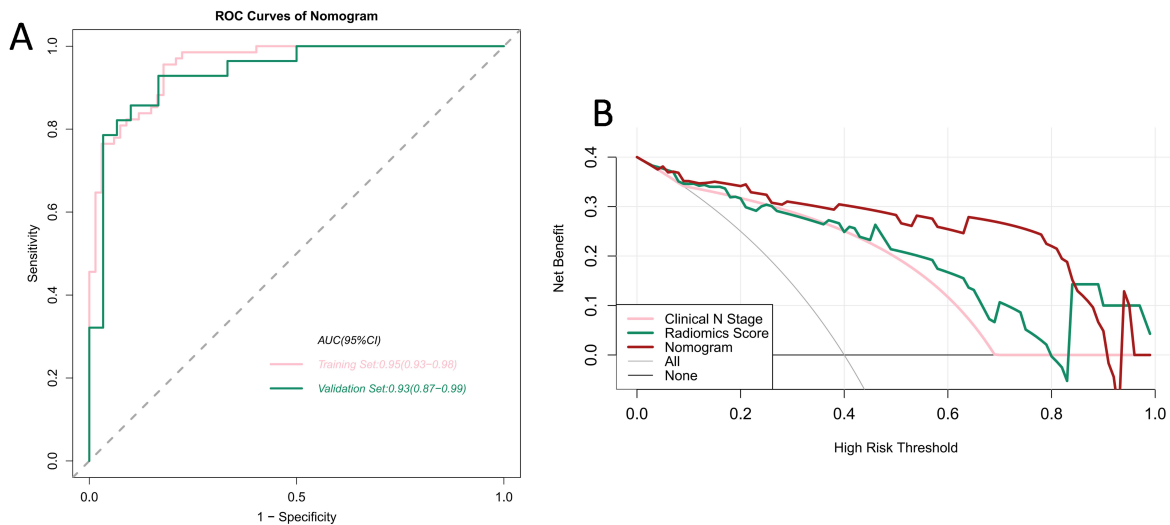 A
ROC Curves of Nomogram
Sensitivity
0.0
0.2
0.4
0.6
0.8
1.0
AUC(95%CI)
Training Set:0.95(0.93−0.98)
Validation Set:0.93(0.87−0.99)
0.0 0.5 1.0
1 − Specificity
B
Net Benefit
0.4
0.3
0.2
0.1
0.0
Clinical N Stage
Radiomics Score
Nomogram
All
None
0.0 0.2 0.4 0.6 0.8 1.0
High Risk Threshold